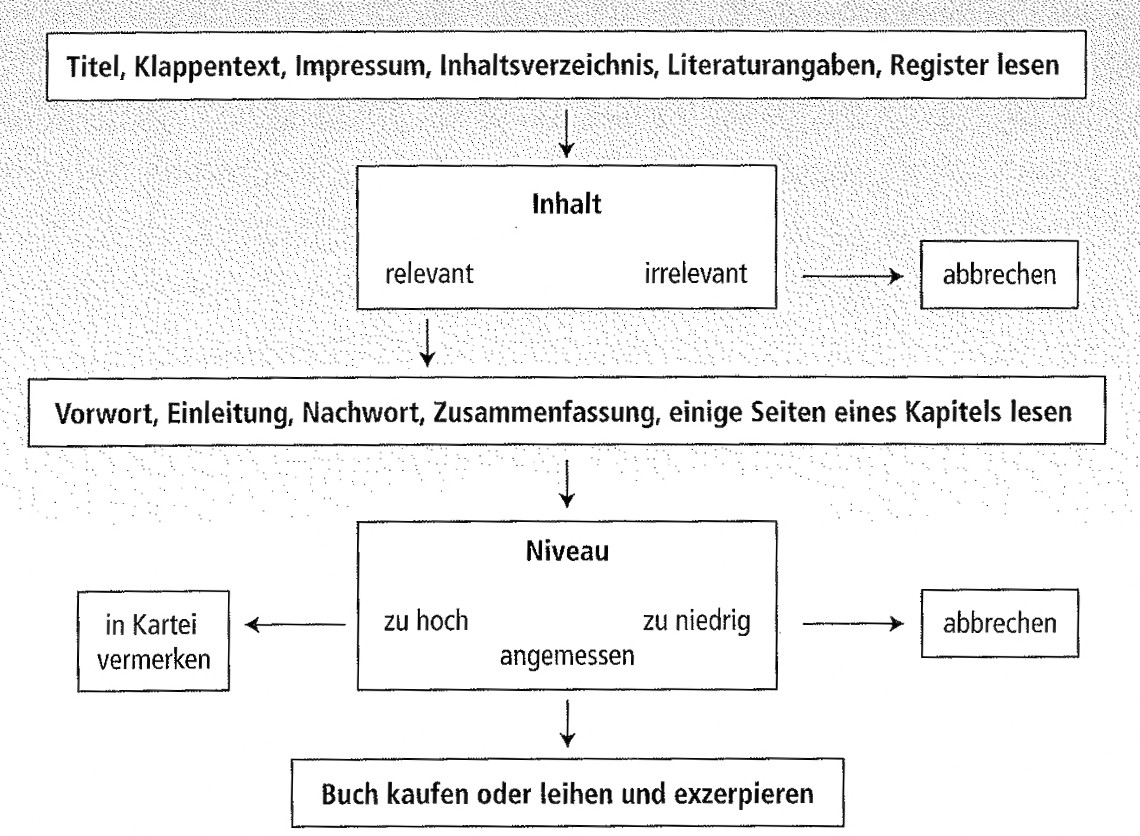 Titel, Klappentext, Impressum, Inhaltsverzeichnis, Literaturangaben, Register lesen
Inhalt
relevant irrelevant
abbrechen
Vorwort, Einleitung, Nachwort, Zusammenfassung, einige Seiten eines Kapitels lesen
Niveau
in Kartei
vermerken
zu hoch zu niedrig
angemessen
abbrechen
Buch kaufen oder leihen und exzerpieren